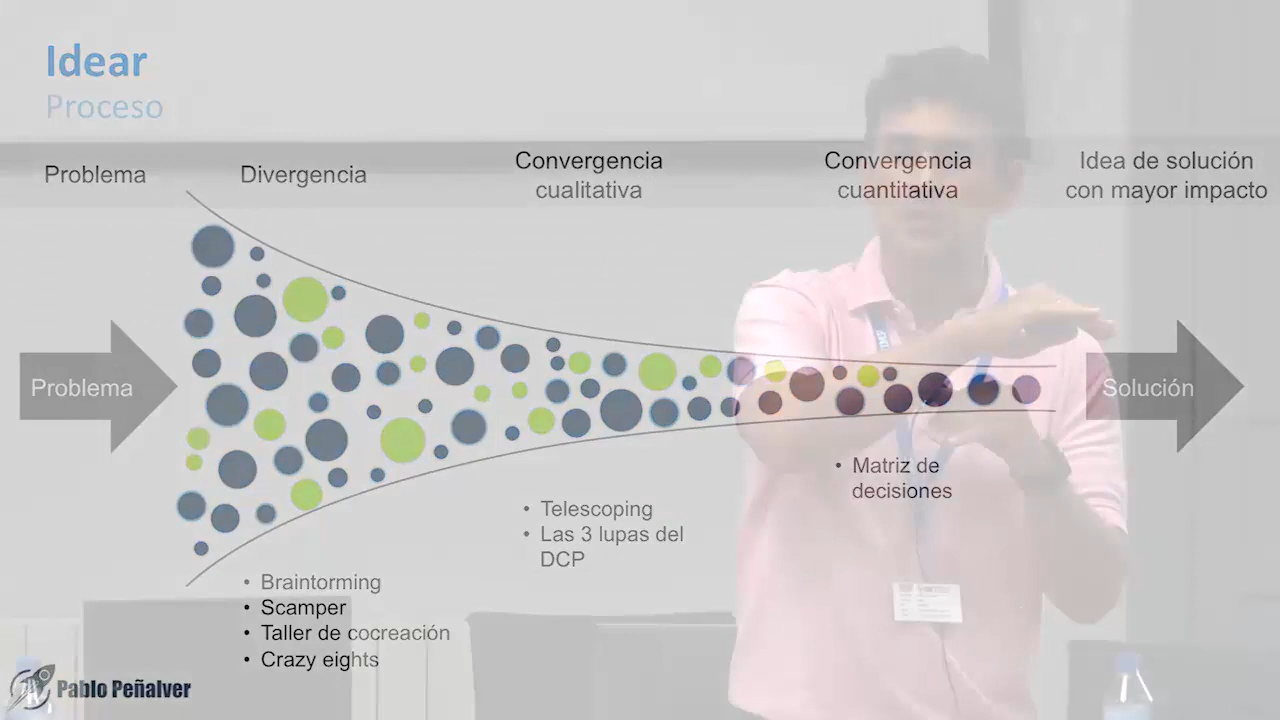 Idear
Proceso
Problema
Divergencia
Convergencia
cualitativa
Convergencia
cuantitativa
Idea de solución
con mayor impacto
Problema
Solución
• Matriz de
decisiones
• Telescoping
• Las 3 lupas del
DCP
• Braintorming
• Scamper
• Taller de cocreación
• Crazy eights
Pablo Peñalver